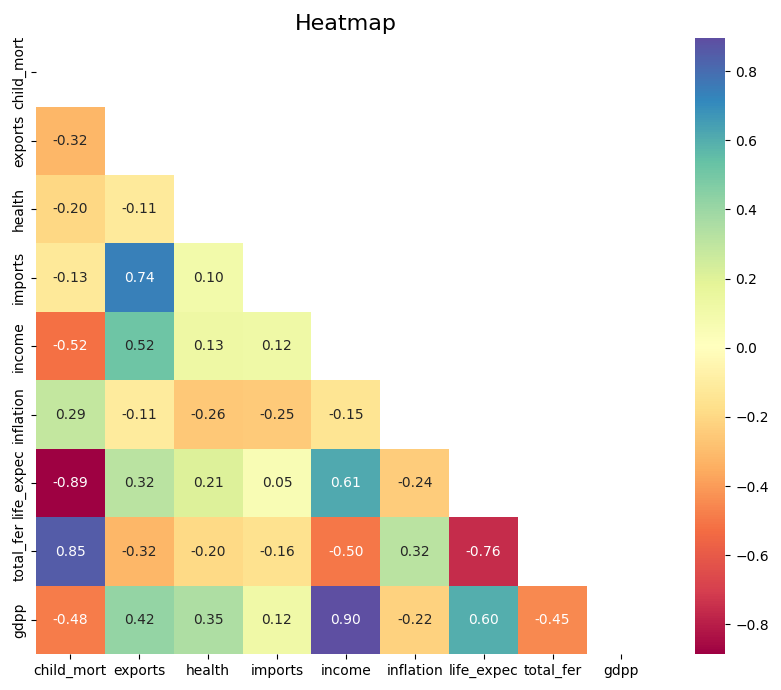 Heatmap
child_mort
exports -0.32
health -0.20 -0.11
imports -0.13 0.74 0.10
income -0.52 0.52 0.13 0.12
inflation 0.29 -0.11 -0.26 -0.25 -0.15
life_expec -0.89 0.32 0.21 0.05 0.61 -0.24
total_fer 0.85 -0.32 -0.20 -0.16 -0.50 0.32 -0.76
gdpp -0.48 0.42 0.35 0.12 0.90 -0.22 0.60 -0.45
child_mort exports health imports income inflation life_expec total_fer gdpp
0.8
0.6
0.4
0.2
0.0
−0.2
−0.4
−0.6
−0.8